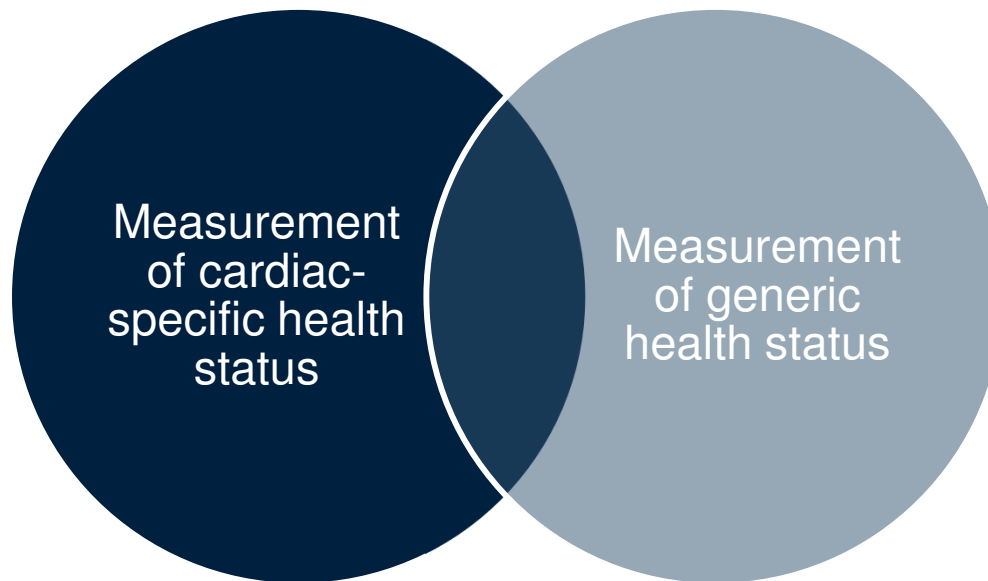 Measurement
of cardiac-
specific health
status
Measurement
of generic
health status